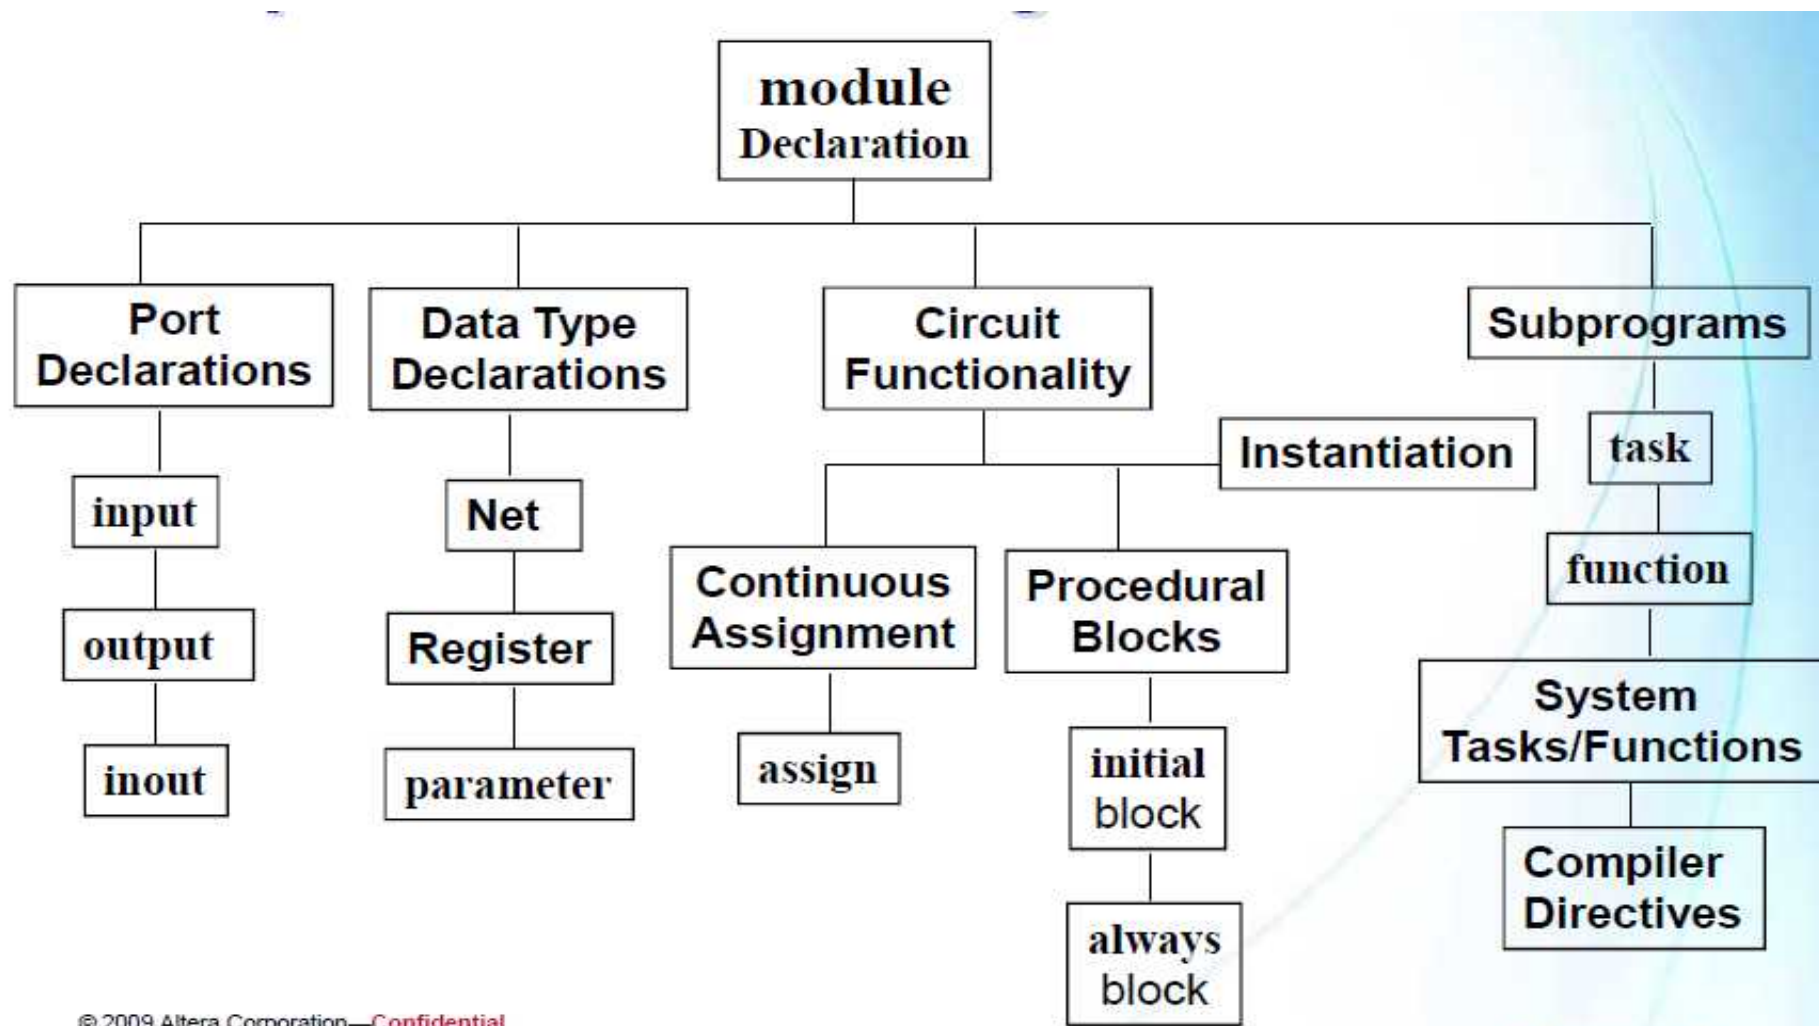 module
Declaration
Port
Declarations
Data Type
Declarations
Circuit
Functionality
Subprograms
Instantiation
task
input
Net
function
Continuous
Assignment
Procedural
Blocks
output
Register
System
Tasks/Functions
inout
parameter
assign
initial
block
Compiler
Directives
always
block
© 2009 Altera Corporation—Confidential